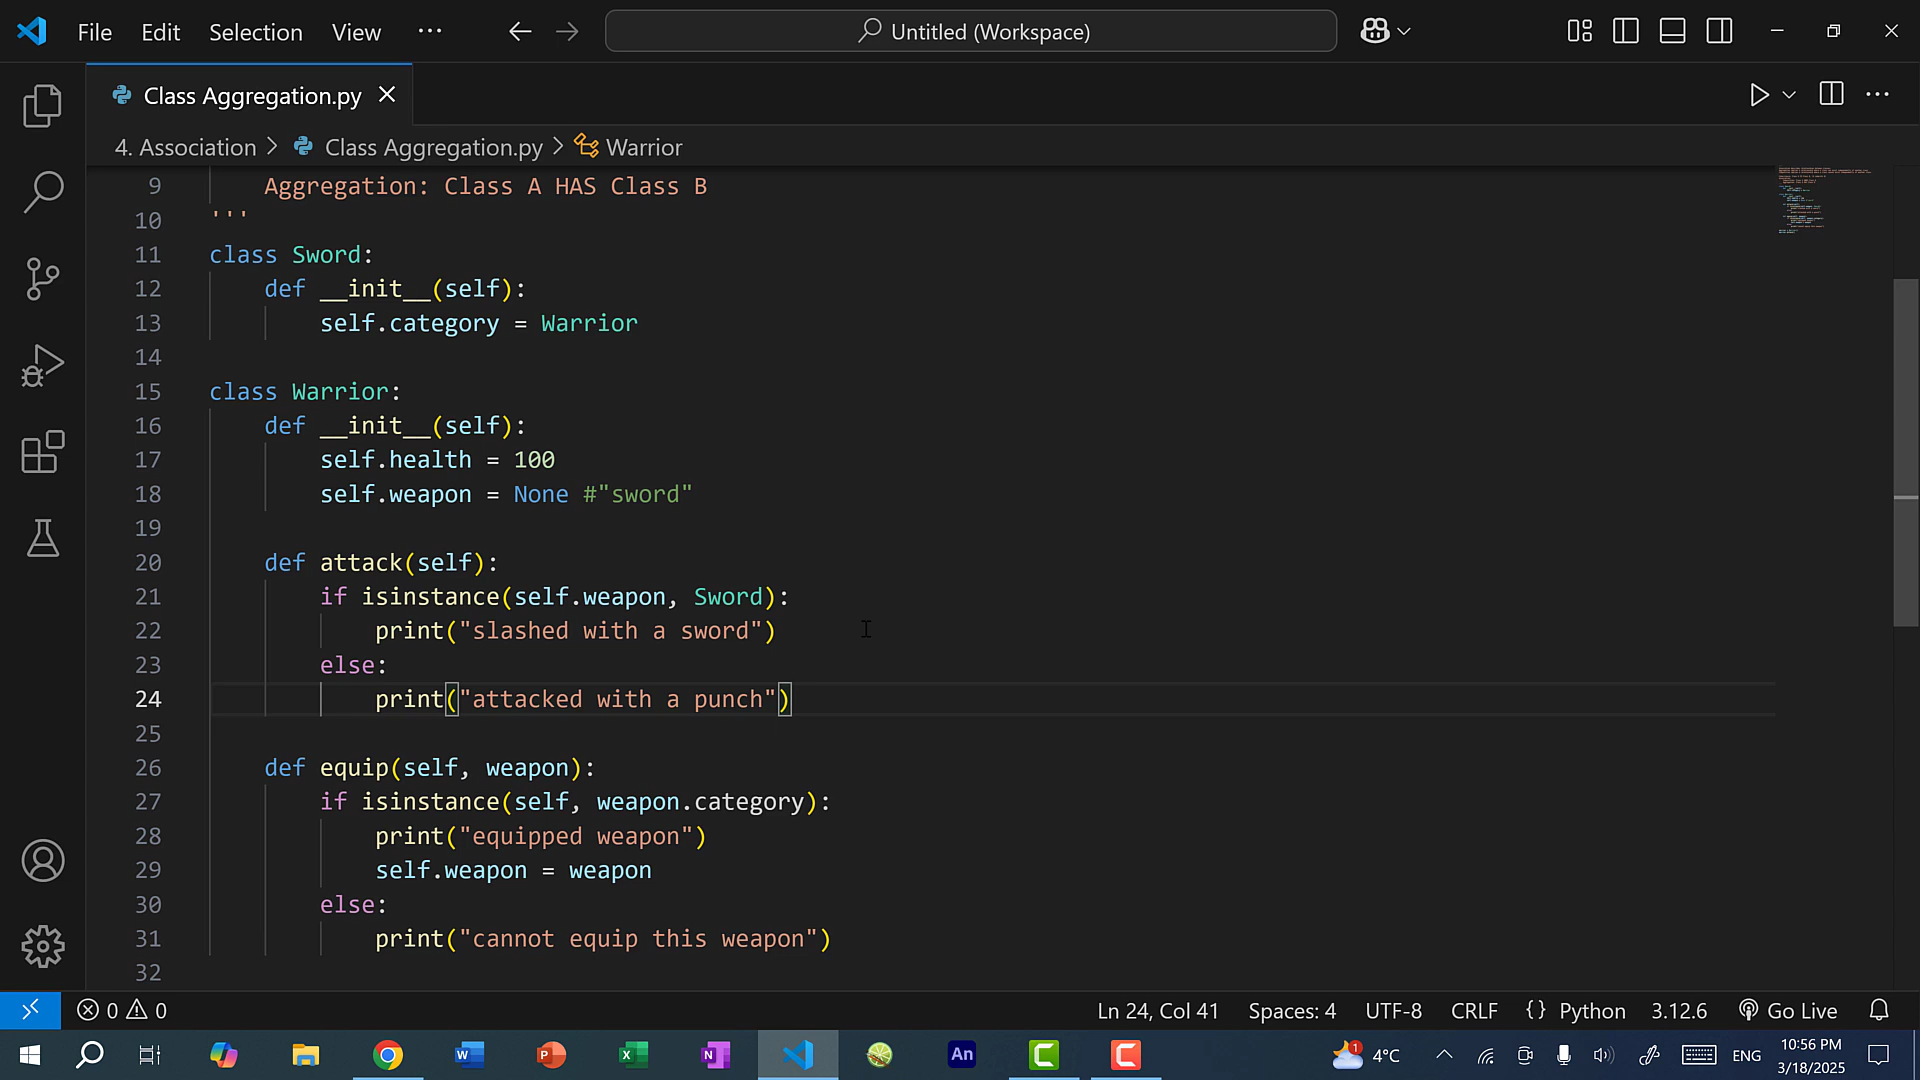 File Edit Selection View ··· Untitled (Workspace)
Class Aggregation.py
4. Association > Class Aggregation.py > Warrior
9 Aggregation: Class A HAS Class B
10 '''
11 class Sword:
12 def __init__(self):
13 self.category = Warrior
14
15 class Warrior:
16 def __init__(self):
17 self.health = 100
18 self.weapon = None #"sword"
19
20 def attack(self):
21 if isinstance(self.weapon, Sword):
22 print("slashed with a sword")
23 else:
24 print("attacked with a punch")
25
26 def equip(self, weapon):
27 if isinstance(self, weapon.category):
28 print("equipped weapon")
29 self.weapon = weapon
30 else:
31 print("cannot equip this weapon")
32
0 0 Ln 24, Col 41 Spaces: 4 UTF-8 CRLF {} Python 3.12.6 Go Live
W P X N An 1 4°C ENG 10:56 PM
3/18/2025